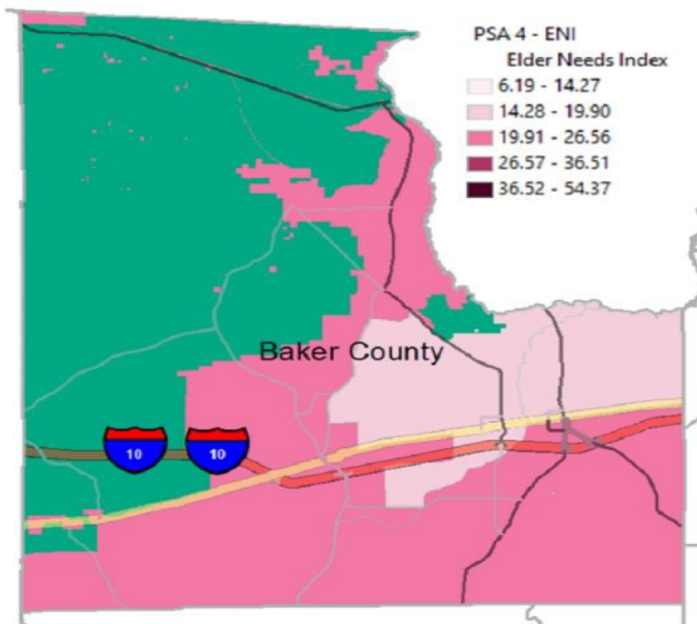 PSA 4 - ENI
Elder Needs Index
6.19 - 14.27
14.28 - 19.90
19.91 - 26.56
26.57 - 36.51
36.52 - 54.37
Baker County
10
10